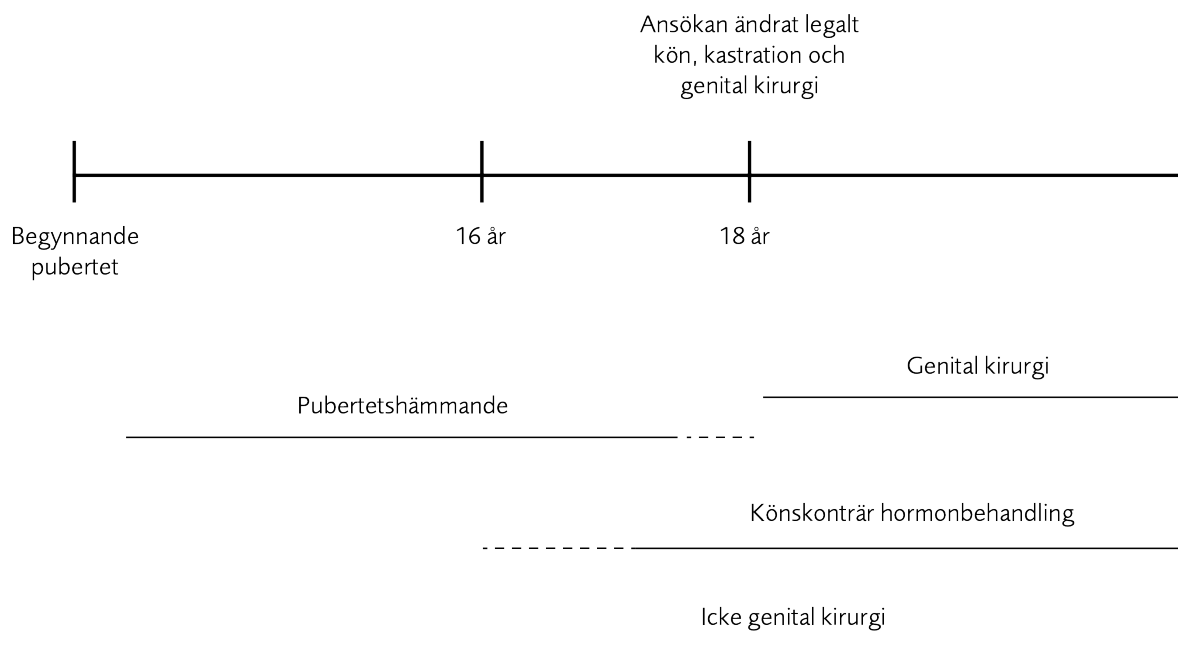 Ansökan ändrat legalt
kön, kastration och
genital kirurgi
Begynnande
pubertet
16 år
18 år
Genital kirurgi
Pubertetshämmande
Könskonträr hormonbehandling
Icke genital kirurgi